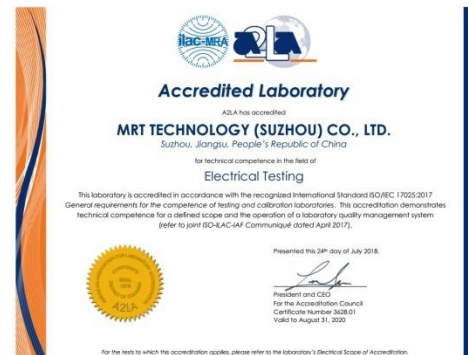 ilac-MRA
A2LA
Accredited Laboratory
A2LA has accredited
MRT TECHNOLOGY (SUZHOU) CO., LTD.
Suzhou, Jiangsu, People's Republic of China
for technical competence in the field of
Electrical Testing
This laboratory is accredited in accordance with the recognized International Standard ISO/IEC 17025:2017
General requirements for the competence of testing and calibration laboratories. This accreditation demonstrates
technical competence for a defined scope and the operation of a laboratory quality management system
(refer to joint ISO-ILAC-IAF Communiqué dated April 2017).
Presented this 24th day of July 2018.
President and CEO
For the Accreditation Council
Certificate Number 3628.01
Valid to August 31, 2020
CORPORATE
SEAL
A2LA
For the tests to which this accreditation applies, please refer to the laboratory's Electrical Scope of Accreditation.